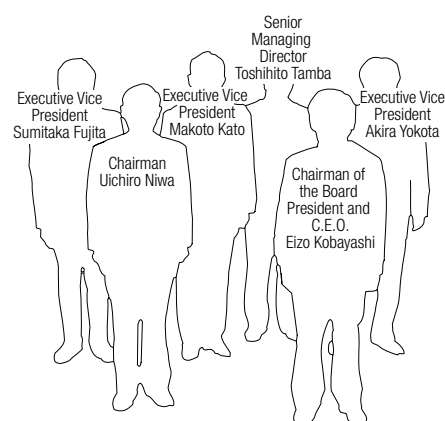 Senior
Managing
Director
Toshihito Tamba
Executive Vice
President
Sumitaka Fujita
Executive Vice
President
Makoto Kato
Executive Vice
President
Akira Yokota
Chairman
Uichiro Niwa
Chairman of
the Board
President and
C.E.O.
Eizo Kobayashi